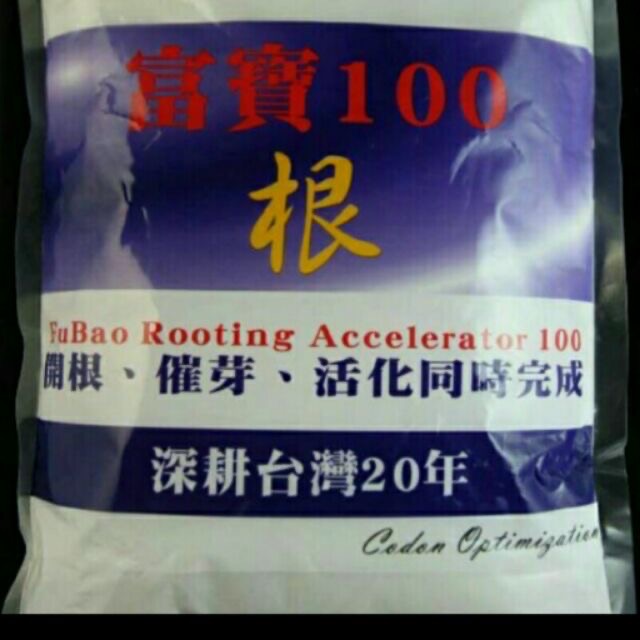 富寶100
根
FuBao Rooting Accelerator 100
開根、催芽、活化同時完成
深耕台灣20年
Codon Optimization